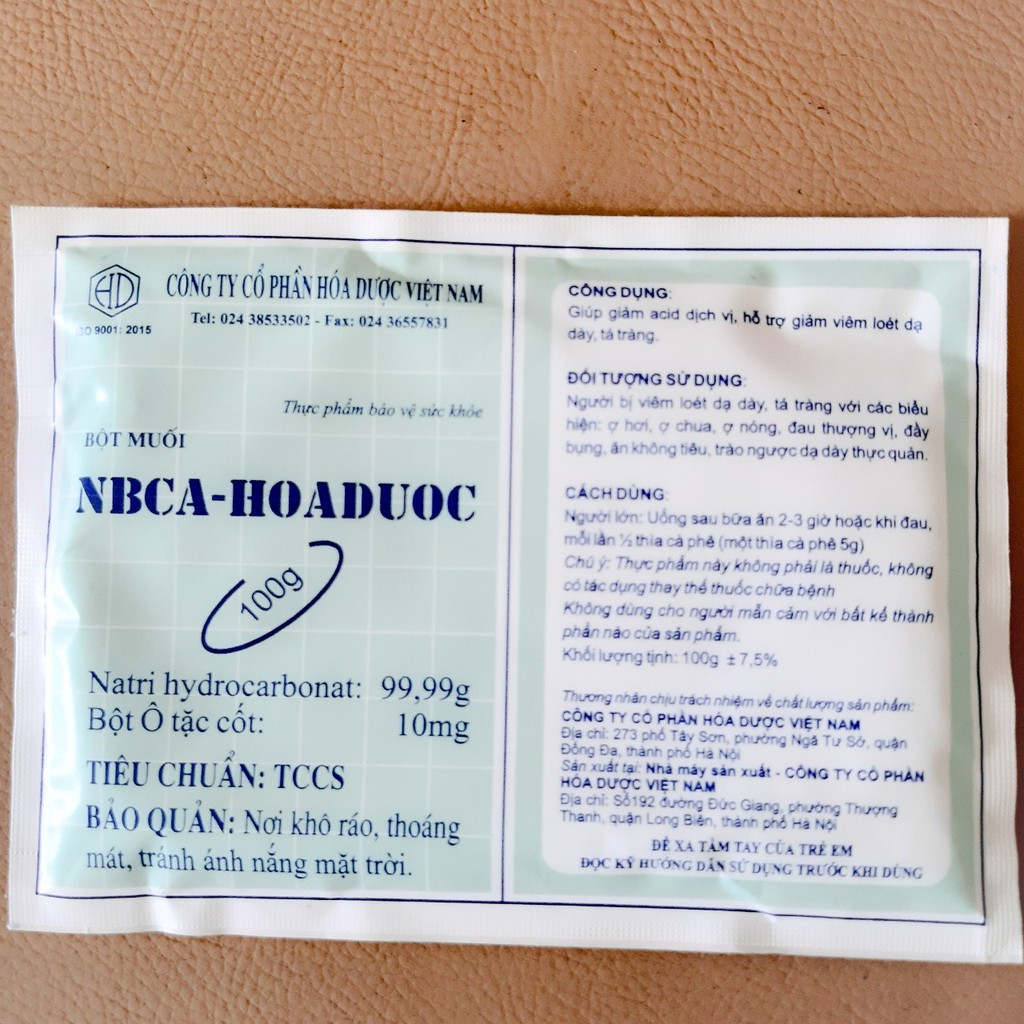 HD
ISO 9001: 2015
CÔNG TY CỔ PHẦN HÓA DƯỢC VIỆT NAM
Tel: 024 38533502 - Fax: 024 36557831
Thực phẩm bảo vệ sức khỏe
BỘT MUỐI
NBCA-HOADUOC
100g
Natri hydrocarbonat: 99,99g
Bột Ô tặc cốt: 10mg
TIÊU CHUẨN: TCCS
BẢO QUẢN: Nơi khô ráo, thoáng
mát, tránh ánh nắng mặt trời.
CÔNG DỤNG:
Giúp giảm acid dịch vị, hỗ trợ giảm viêm loét dạ
dày, tá tràng.
ĐỐI TƯỢNG SỬ DỤNG:
Người bị viêm loét dạ dày, tá tràng với các biểu
hiện: ợ hơi, ợ chua, ợ nóng, đau thượng vị, đầy
bụng, ăn không tiêu, trào ngược dạ dày thực quản.
CÁCH DÙNG:
Người lớn: Uống sau bữa ăn 2-3 giờ hoặc khi đau,
mỗi lần ½ thìa cà phê (một thìa cà phê 5g)
Chú ý: Thực phẩm này không phải là thuốc, không
có tác dụng thay thế thuốc chữa bệnh
Không dùng cho người mẫn cảm với bất kể thành
phần nào của sản phẩm.
Khối lượng tịnh: 100g ±7,5%
Thương nhân chịu trách nhiệm về chất lượng sản phẩm:
CÔNG TY CỔ PHẦN HÓA DƯỢC VIỆT NAM
Địa chỉ: 273 phố Tây Sơn, phường Ngã Tư Sở, quận
Đống Đa, thành phố Hà Nội
Sản xuất tại: Nhà máy sản xuất - CÔNG TY CỔ PHẦN
HÓA DƯỢC VIỆT NAM
Địa chỉ: Số192 đường Đức Giang, phường Thượng
Thanh, quận Long Biên, thành phố Hà Nội
ĐỂ XA TẦM TAY CỦA TRẺ EM
ĐỌC KỸ HƯỚNG DẪN SỬ DỤNG TRƯỚC KHI DÙNG